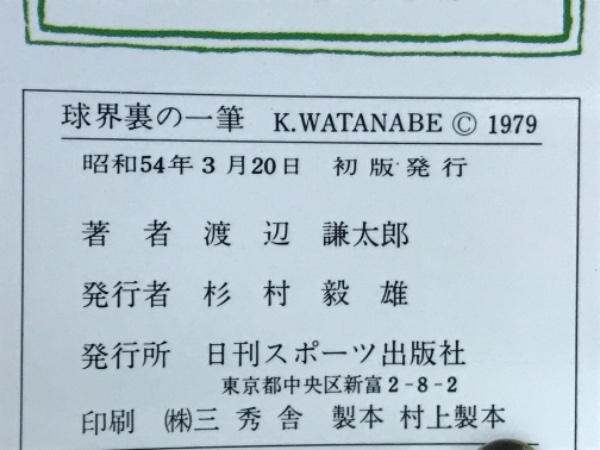 球界裏の一筆 K.WATANABE © 1979
昭和54年3月20日 初版発行
著者 渡辺謙太郎
発行者 杉村毅雄
発行所 日刊スポーツ出版社
東京都中央区新富2-8-2
印刷 ㈱三秀舎 製本 村上製本